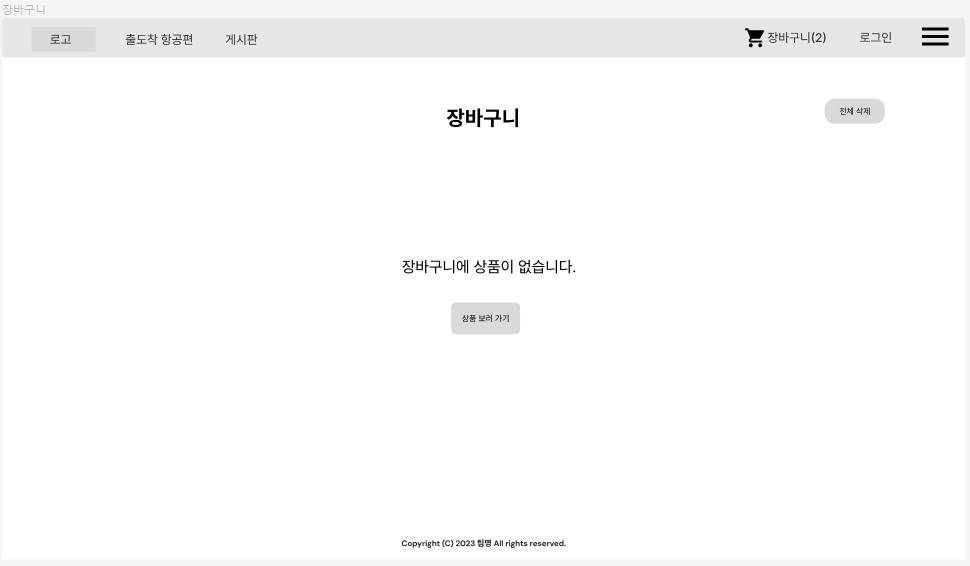 장바구니
로고 출도착 항공편 게시판 장바구니(2) 로그인
장바구니 전체 삭제
장바구니에 상품이 없습니다.
상품 보러 가기
Copyright (C) 2023 팀명 All rights reserved.